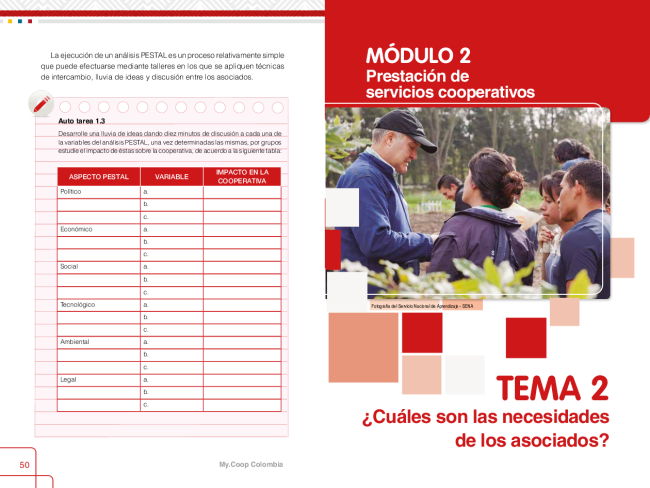 La ejecución de un análisis PESTAL es un proceso relativamente simple
que puede efectuarse mediante talleres en los que se apliquen técnicas
de intercambio, lluvia de ideas y discusión entre los asociados.
Auto tarea 1.3
Desarrolle una lluvia de ideas dando diez minutos de discusión a cada una de
la variables del análisis PESTAL, una vez determinadas las mismas, por grupos
estudie el impacto de éstas sobre la cooperativa, de acuerdo a la siguiente tabla:
ASPECTO PESTAL VARIABLE IMPACTO EN LA
COOPERATIVA
Político a.
b.
c.
Económico a.
b.
c.
Social a.
b.
c.
Tecnológico a.
b.
c.
Ambiental a.
b.
c.
Legal a.
b.
c.
50 My.Coop Colombia
MÓDULO 2
Prestación de
servicios cooperativos
Fotografía del Servicio Nacional de Aprendizaje - SENA
TEMA 2
¿Cuáles son las necesidades
de los asociados?